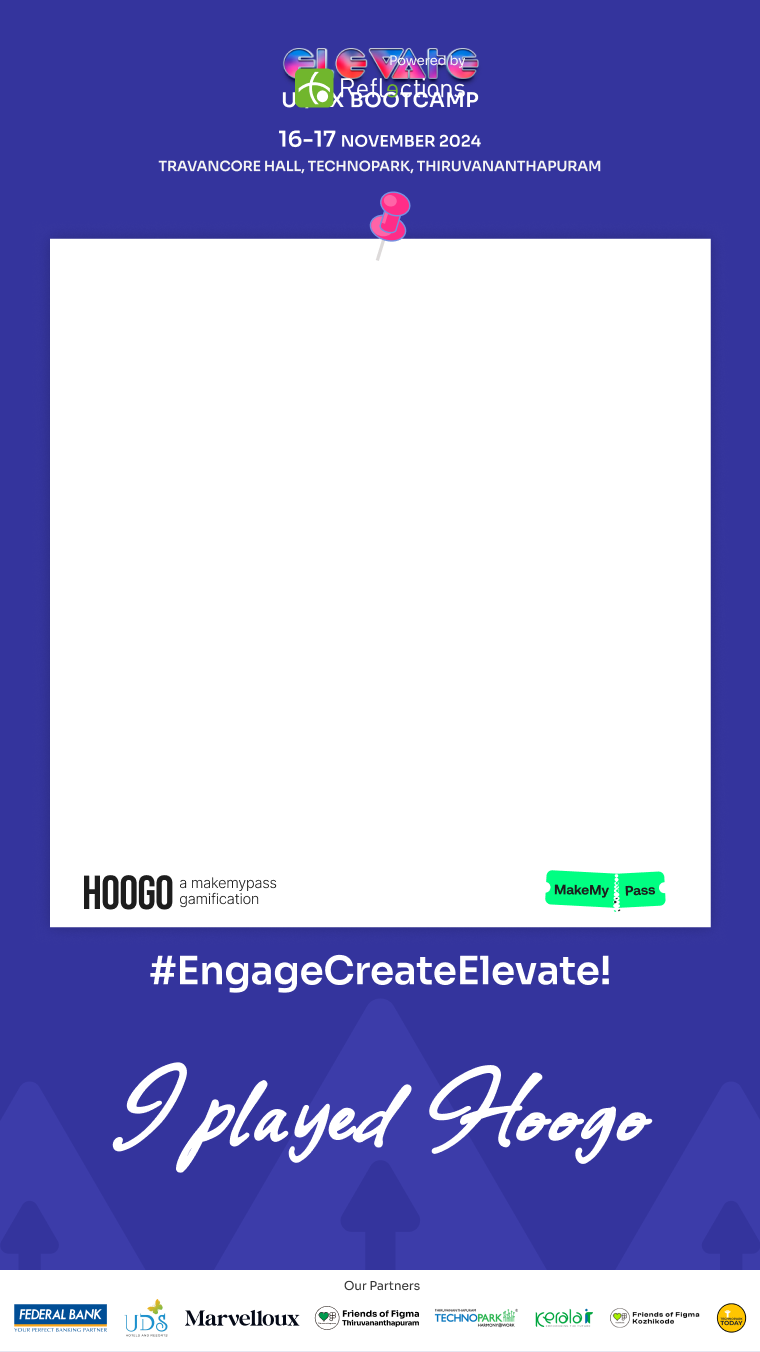 elevate
Powered by
Reflections
UI/UX BOOTCAMP
16-17 NOVEMBER 2024
TRAVANCORE HALL, TECHNOPARK, THIRUVANANTHAPURAM
HOOGO a makemypass
gamification
MakeMy Pass
#EngageCreateElevate!
I played Hoogo
Our Partners
FEDERAL BANK
YOUR PERFECT BANKING PARTNER
UDS
HOTELS AND RESORTS
Marvelloux
Friends of Figma
Thiruvananthapuram
TECHNOPARK
HARMONY@WORK
Friends of Figma
Kozhikode
TODAY